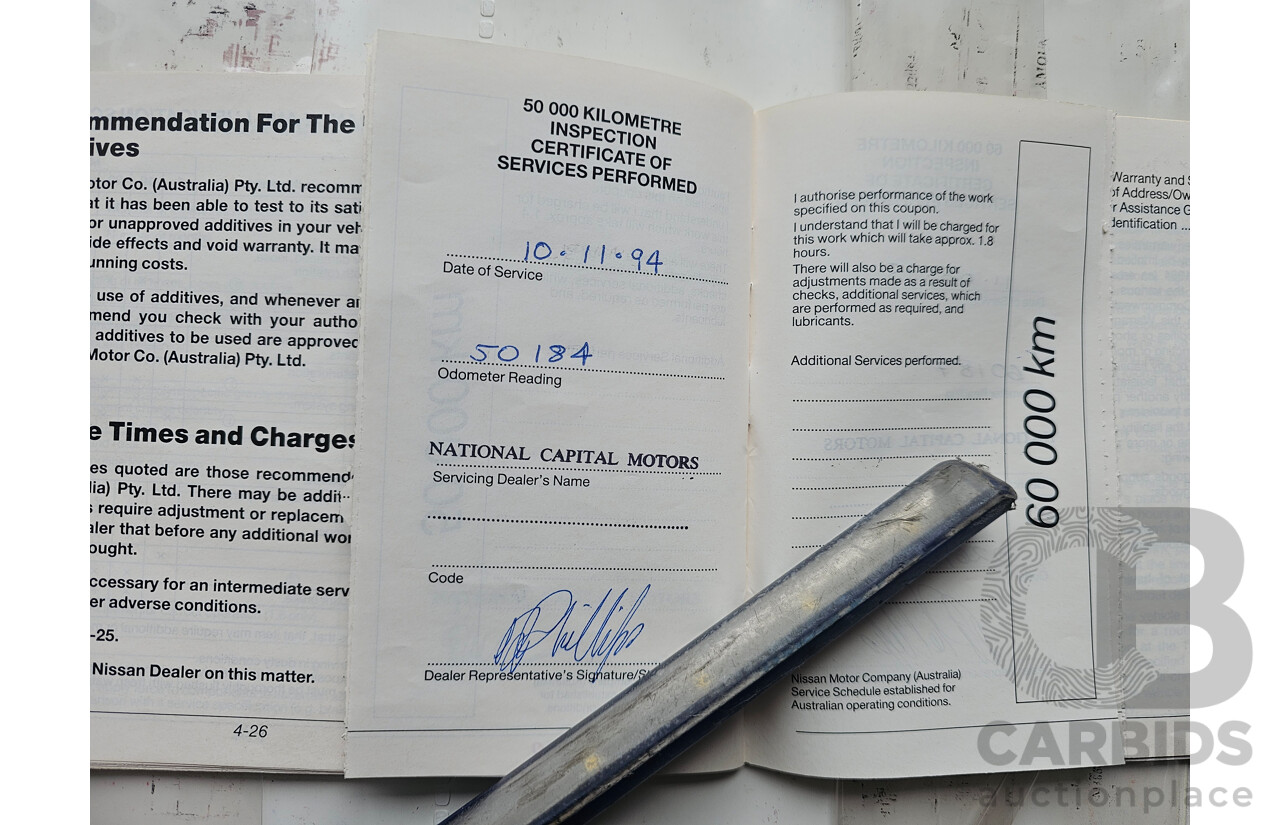 mmendation For The
ives
otor Co. (Australia) Pty. Ltd. recomm
at it has been able to test to its sati
or unapproved additives in your veh
ide effects and void warranty. It ma
unning costs.
use of additives, and whenever a
mend you check with your autho
additives to be used are approved
Motor Co. (Australia) Pty. Ltd.
e Times and Charges
es quoted are those recommend
lia) Pty. Ltd. There may be addit
s require adjustment or replacem
aler that before any additional wor
ought.
ccessary for an intermediate serv
er adverse conditions.
-25.
Nissan Dealer on this matter.
4-26
50 000 KILOMETRE
INSPECTION
CERTIFICATE OF
SERVICES PERFORMED
10.11.94
Date of Service
50 184
Odometer Reading
NATIONAL CAPITAL MOTORS
Servicing Dealer's Name
Code
Phillips
Dealer Representative's Signature/S
I authorise performance of the work
specified on this coupon.
I understand that I will be charged for
this work which will take approx. 1.8
hours.
There will also be a charge for
adjustments made as a result of
checks, additional services, which
are performed as required, and
lubricants.
Additional Services performed.
Nissan Motor Company (Australia)
Service Schedule established for
Australian operating conditions.
60 000 km
Warranty and S
of Address/Ow
r Assistance G
dentification ...
CARBIDS
auctionplace